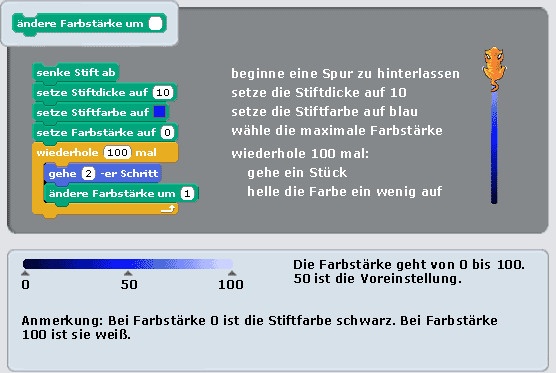 ändere Farbstärke um
senke Stift ab
setze Stiftdicke auf 10
setze Stiftfarbe auf
setze Farbstärke auf 0
wiederhole 100 mal
gehe 2 -er Schritt
ändere Farbstärke um 1
beginne eine Spur zu hinterlassen
setze die Stiftdicke auf 10
setze die Stiftfarbe auf blau
wähle die maximale Farbstärke
wiederhole 100 mal:
gehe ein Stück
helle die Farbe ein wenig auf
0 50 100
Die Farbstärke geht von 0 bis 100.
50 ist die Voreinstellung.
Anmerkung: Bei Farbstärke 0 ist die Stiftfarbe schwarz. Bei Farbstärke
100 ist sie weiß.